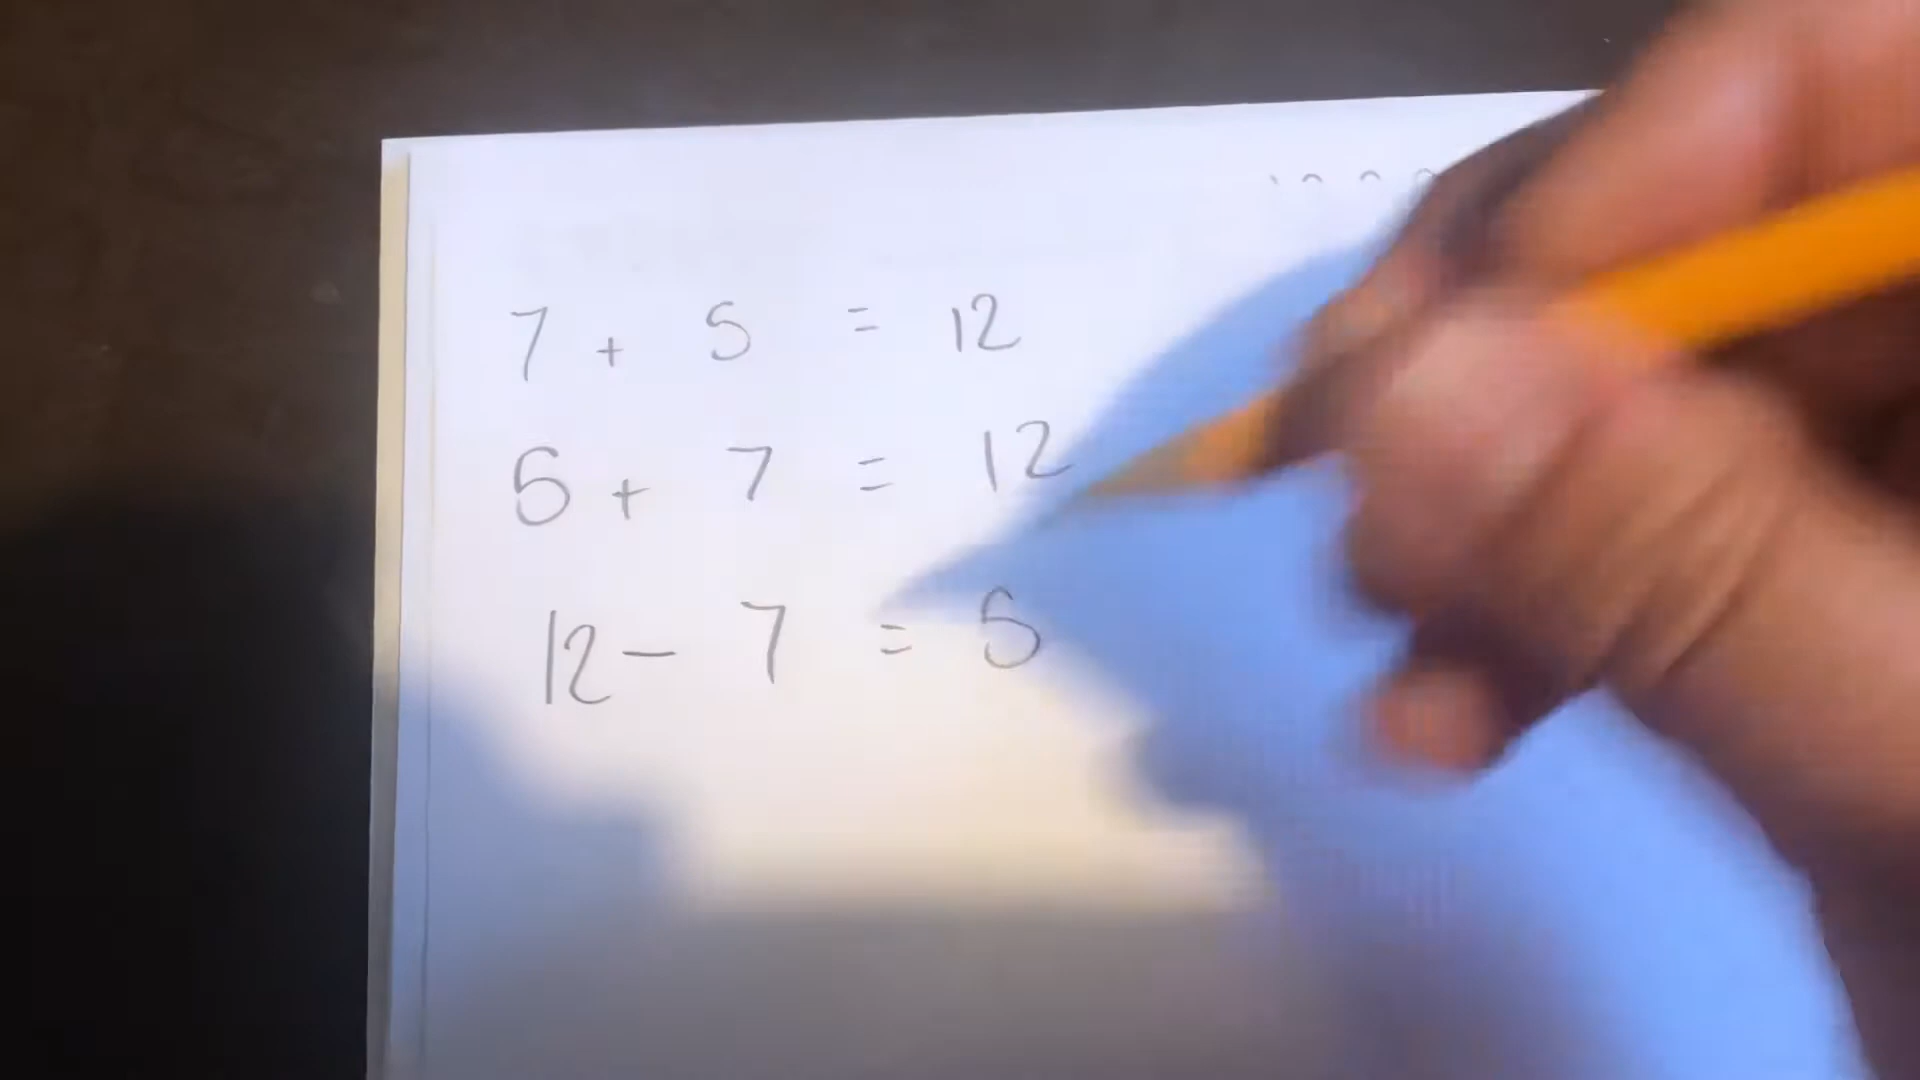 7 + 5 = 12
5 + 7 = 12
12 - 7 = 5